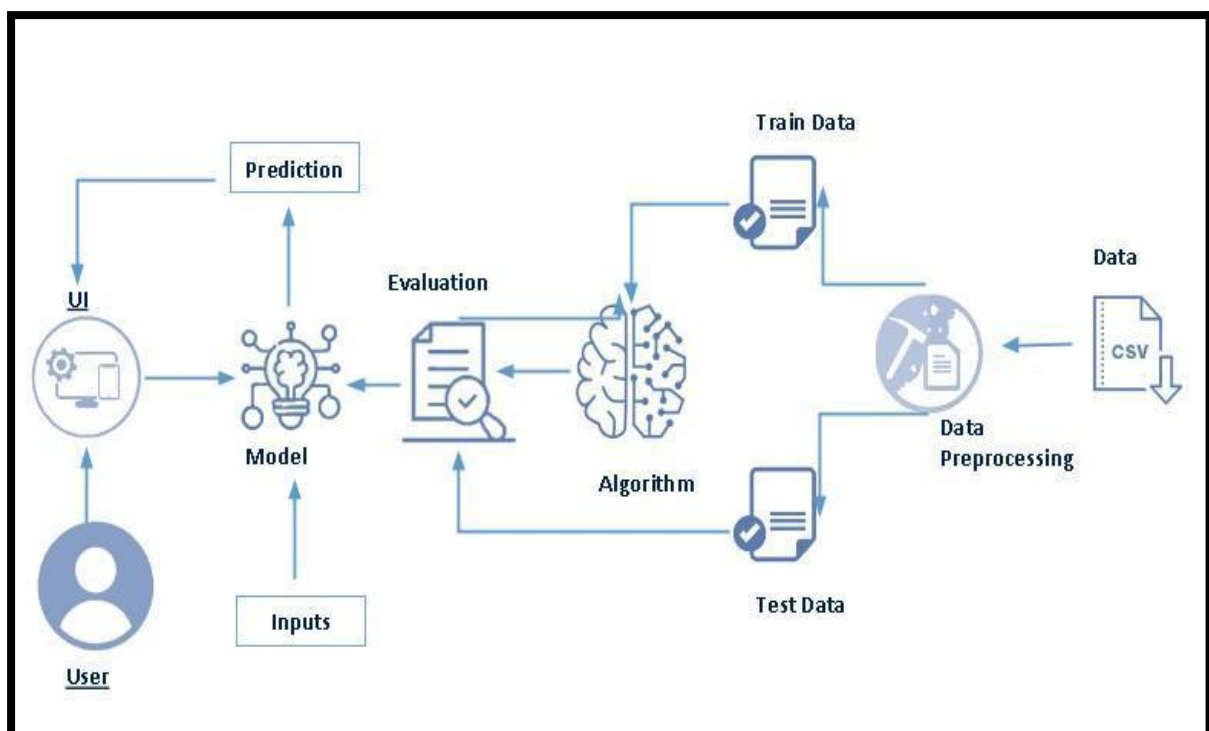 Train Data
Prediction
Data
Evaluation
UI
CSV
Data
Preprocessing
Model
Algorithm
Test Data
Inputs
User